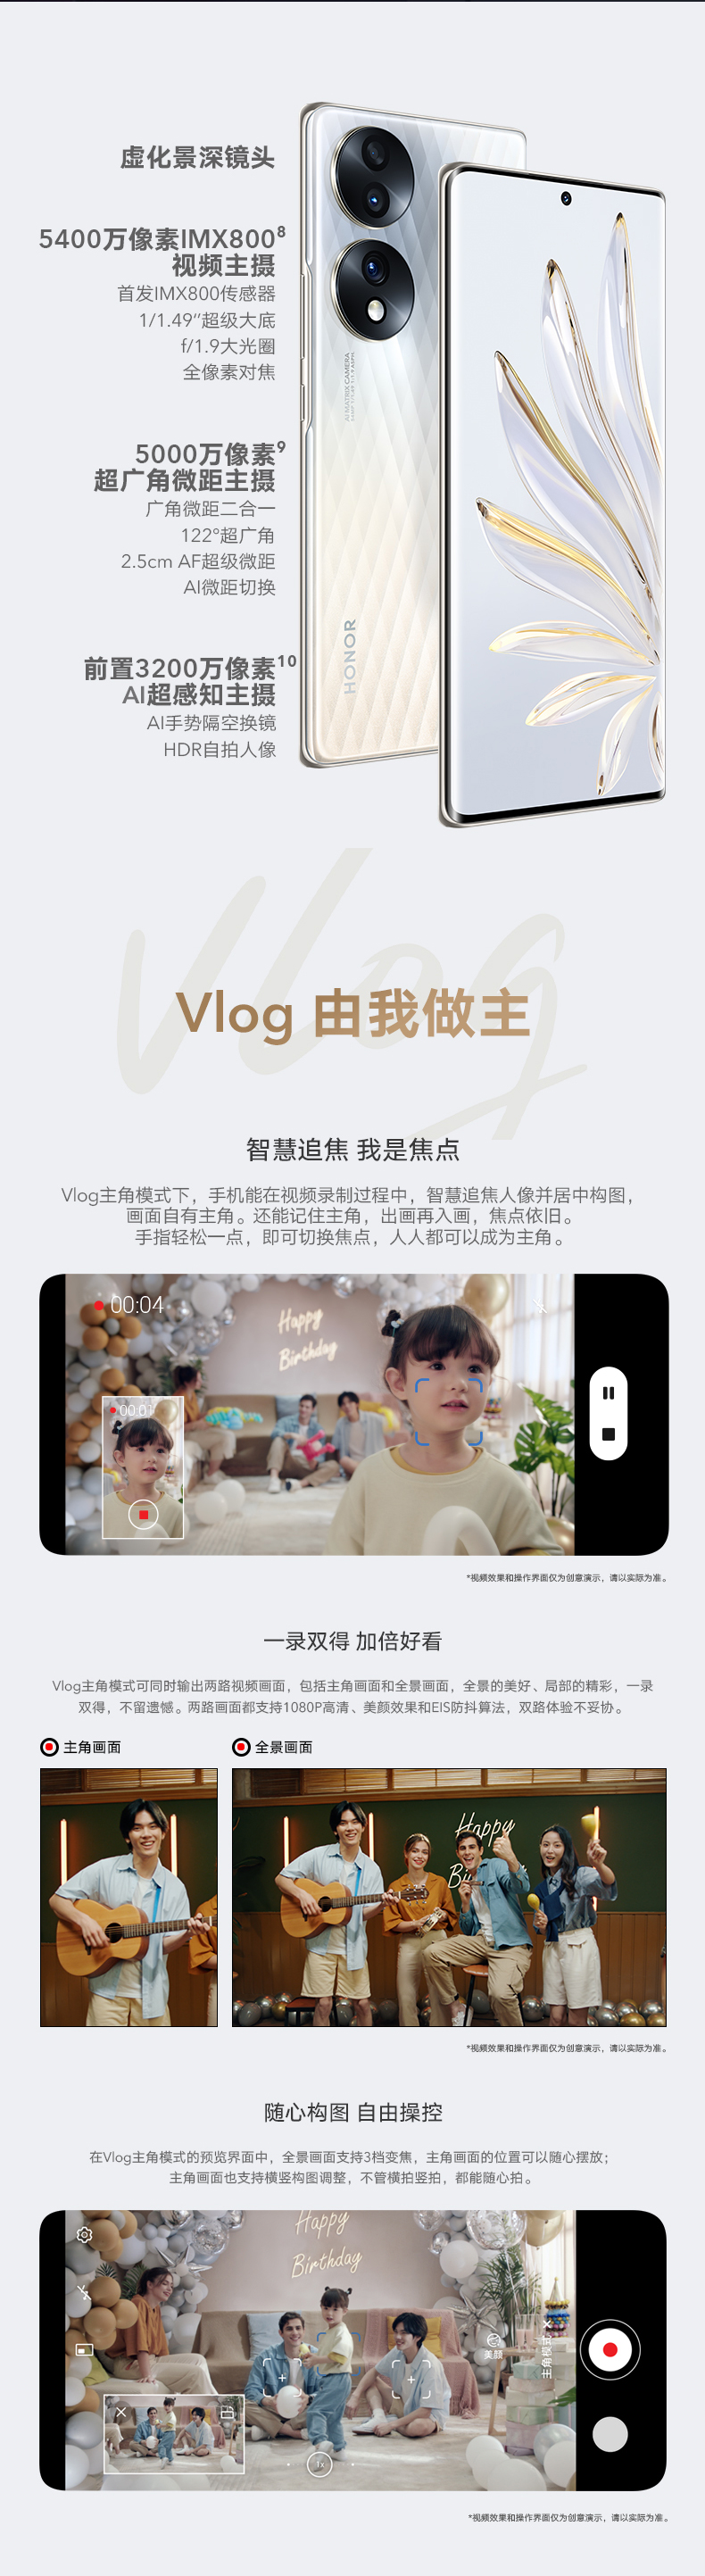 虚化景深镜头
5400万像素IMX800⁸
视频主摄
首发IMX800传感器
1/1.49″超级大底
f/1.9大光圈
全像素对焦
5000万像素⁹
超广角微距主摄
广角微距二合一
122°超广角
2.5cm AF超级微距
AI微距切换
前置3200万像素¹⁰
AI超感知主摄
AI手势隔空换镜
HDR自拍人像
AI MATRIX CAMERA
HONOR
Vlog
Vlog 由我做主
智慧追焦 我是焦点
Vlog主角模式下，手机能在视频录制过程中，智慧追焦人像并居中构图，
画面自有主角。还能记住主角，出画再入画，焦点依旧。
手指轻松一点，即可切换焦点，人人都可以成为主角。
00:04
Happy
Birthday
00:01
*视频效果和操作界面仅为创意演示，请以实际为准。
一录双得 加倍好看
Vlog主角模式可同时输出两路视频画面，包括主角画面和全景画面，全景的美好、局部的精彩，一录
双得，不留遗憾。两路画面都支持1080P高清、美颜效果和EIS防抖算法，双路体验不妥协。
主角画面
全景画面
Happy
Bi
*视频效果和操作界面仅为创意演示，请以实际为准。
随心构图 自由操控
在Vlog主角模式的预览界面中，全景画面支持3档变焦，主角画面的位置可以随心摆放；
主角画面也支持横竖构图调整，不管横拍竖拍，都能随心拍。
Happy
Birthday
美颜
主角模式
1x
*视频效果和操作界面仅为创意演示，请以实际为准。